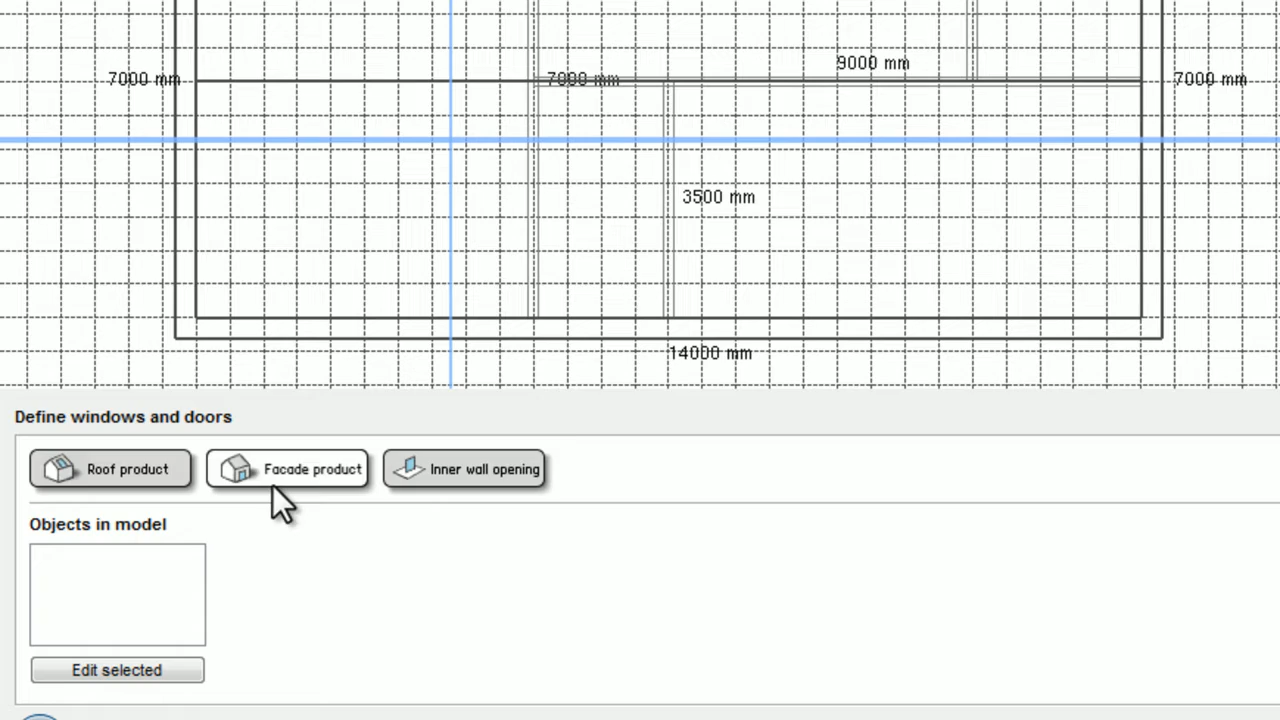 9000 mm
7000 mm
7000 mm
7000 mm
3500 mm
14000 mm
Define windows and doors
Roof product
Facade product
Inner wall opening
Objects in model
Edit selected